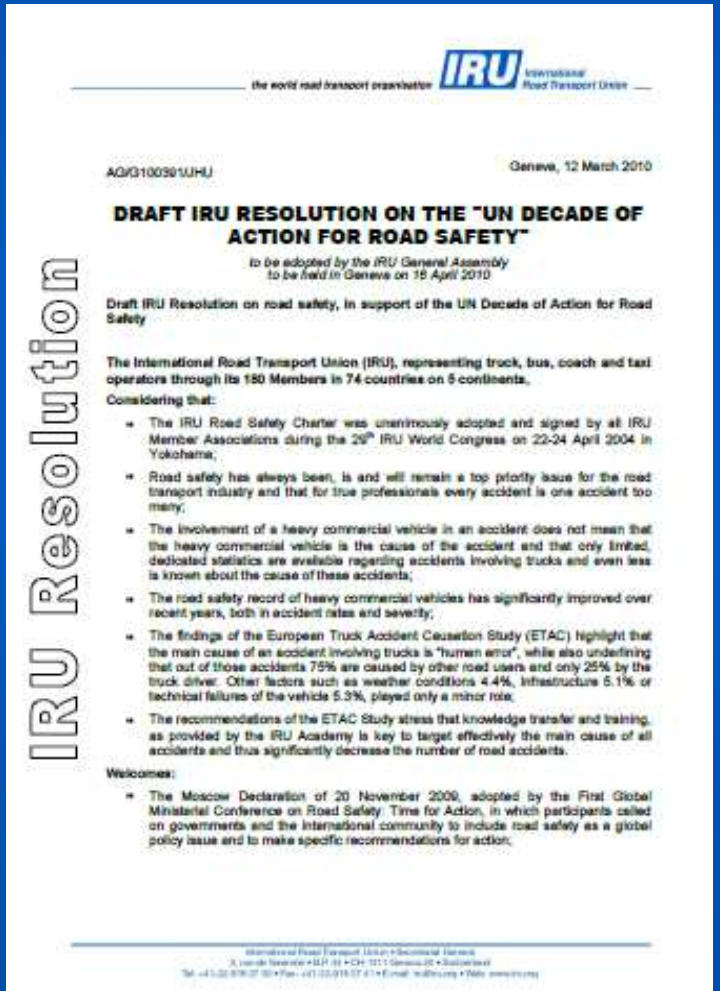 the world road transport organisation IRU International
Road Transport Union
AG/G100391/JHU
Geneva, 12 March 2010
DRAFT IRU RESOLUTION ON THE "UN DECADE OF
ACTION FOR ROAD SAFETY"
to be adopted by the IRU General Assembly
to be held in Geneva on 16 April 2010
Draft IRU Resolution on road safety, in support of the UN Decade of Action for Road
Safety
The International Road Transport Union (IRU), representing truck, bus, coach and taxi
operators through its 180 Members in 74 countries on 5 continents,
Considering that:
The IRU Road Safety Charter was unanimously adopted and signed by all IRU
Member Associations during the 29th IRU World Congress on 22-24 April 2004 in
Yokohama;
Road safety has always been, is and will remain a top priority issue for the road
transport industry and that for true professionals every accident is one accident too
many;
The involvement of a heavy commercial vehicle in an accident does not mean that
the heavy commercial vehicle is the cause of the accident and that only limited,
dedicated statistics are available regarding accidents involving trucks and even less
is known about the cause of these accidents;
The road safety record of heavy commercial vehicles has significantly improved over
recent years, both in accident rates and severity;
The findings of the European Truck Accident Causation Study (ETAC) highlight that
the main cause of an accident involving trucks is "human error", while also underlining
that out of those accidents 75% are caused by other road users and only 25% by the
truck driver. Other factors such as weather conditions 4.4%, infrastructure 5.1% or
technical failures of the vehicle 5.3%, played only a minor role;
The recommendations of the ETAC Study stress that knowledge transfer and training,
as provided by the IRU Academy is key to target effectively the main cause of all
accidents and thus significantly decrease the number of road accidents.
Welcomes:
The Moscow Declaration of 20 November 2009, adopted by the First Global
Ministerial Conference on Road Safety: Time for Action, in which participants called
on governments and the international community to include road safety as a global
policy issue and to make specific recommendations for action;
IRU Resolution
International Road Transport Union • Secretariat General